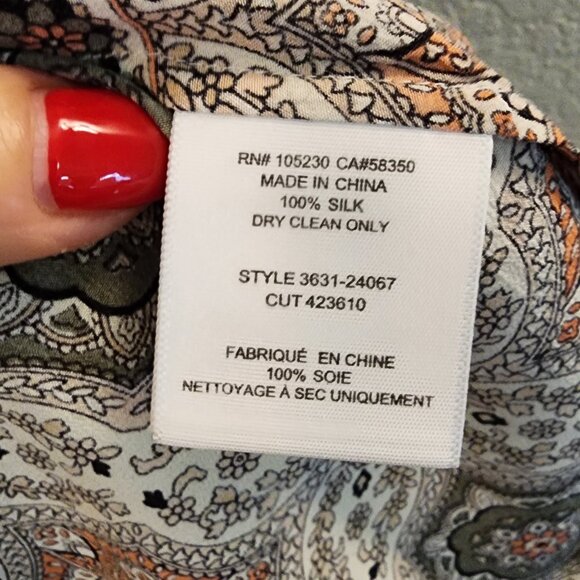 RN# 105230 CA#58350
MADE IN CHINA
100% SILK
DRY CLEAN ONLY
STYLE 3631-24067
CUT 423610
FABRIQUÉ EN CHINE
100% SOIE
NETTOYAGE À SEC UNIQUEMENT